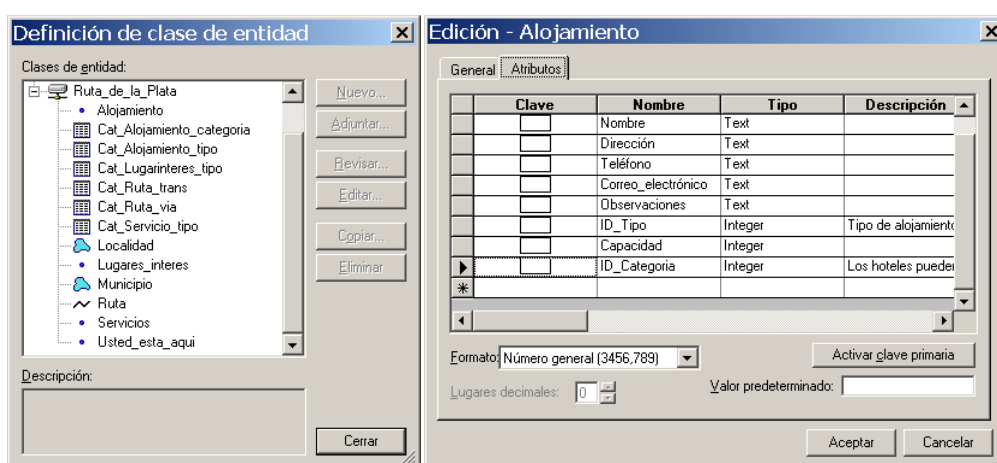 Definición de clase de entidad
Clases de entidad:
Ruta_de_la_Plata
Alojamiento
Cat_Alojamiento_categoria
Cat_Alojamiento_tipo
Cat_Lugarinteres_tipo
Cat_Ruta_trans
Cat_Ruta_via
Cat_Servicio_tipo
Localidad
Lugares_interes
Municipio
Ruta
Servicios
Usted_esta_aqui
Nuevo...
Adjuntar...
Revisar...
Editar...
Copiar...
Eliminar
Descripción:
Cerrar
Edición - Alojamiento
General Atributos
Clave Nombre Tipo Descripción
Nombre Text
Dirección Text
Teléfono Text
Correo_electrónico Text
Observaciones Text
ID_Tipo Integer Tipo de alojamiento
Capacidad Integer
ID_Categoria Integer Los hoteles pueden
Formato: Número general (3456,789)
Activar clave primaria
Lugares decimales: 0
Valor predeterminado:
Aceptar Cancelar